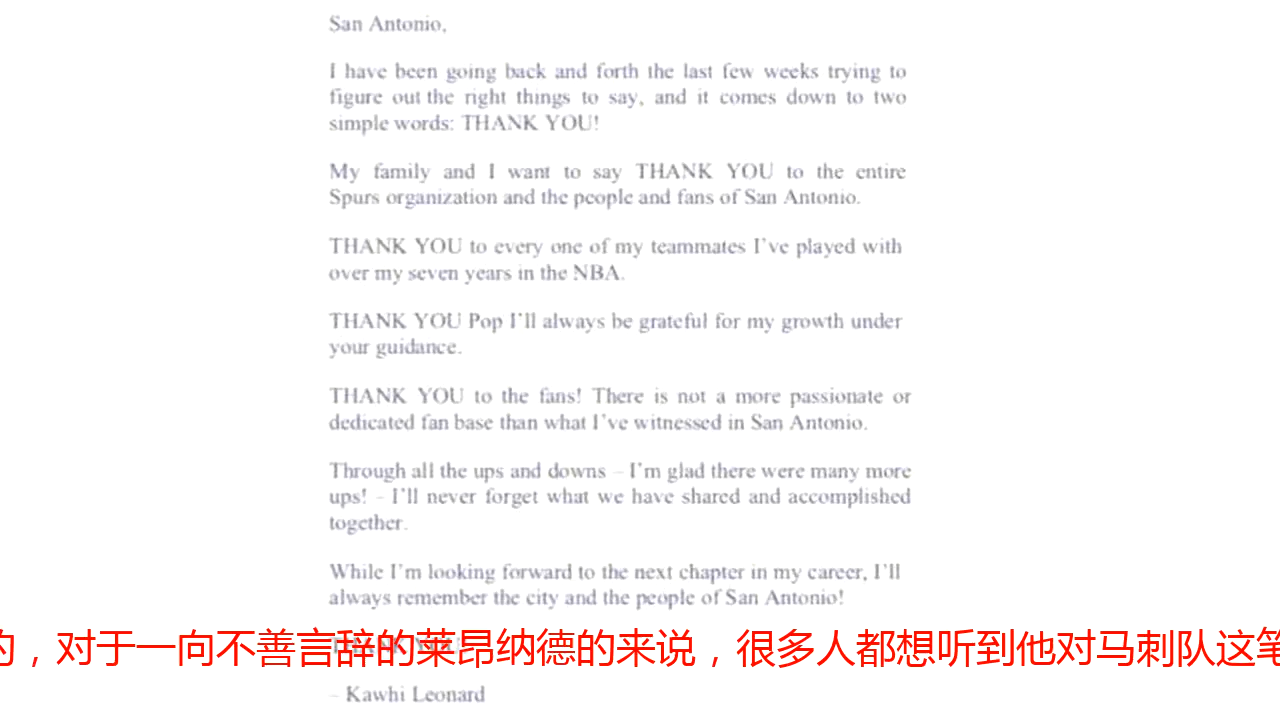 San Antonio,
I have been going back and forth the last few weeks trying to
figure out the right things to say, and it comes down to two
simple words: THANK YOU!
My family and I want to say THANK YOU to the entire
Spurs organization and the people and fans of San Antonio.
THANK YOU to every one of my teammates I've played with
over my seven years in the NBA.
THANK YOU Pop I'll always be grateful for my growth under
your guidance.
THANK YOU to the fans! There is not a more passionate or
dedicated fan base than what I've witnessed in San Antonio.
Through all the ups and downs – I'm glad there were many more
ups! - I'll never forget what we have shared and accomplished
together.
While I'm looking forward to the next chapter in my career, I'll
always remember the city and the people of San Antonio!
的，对于一向不善言辞的莱昂纳德的来说，很多人都想听到他对马刺队这笔
– Kawhi Leonard